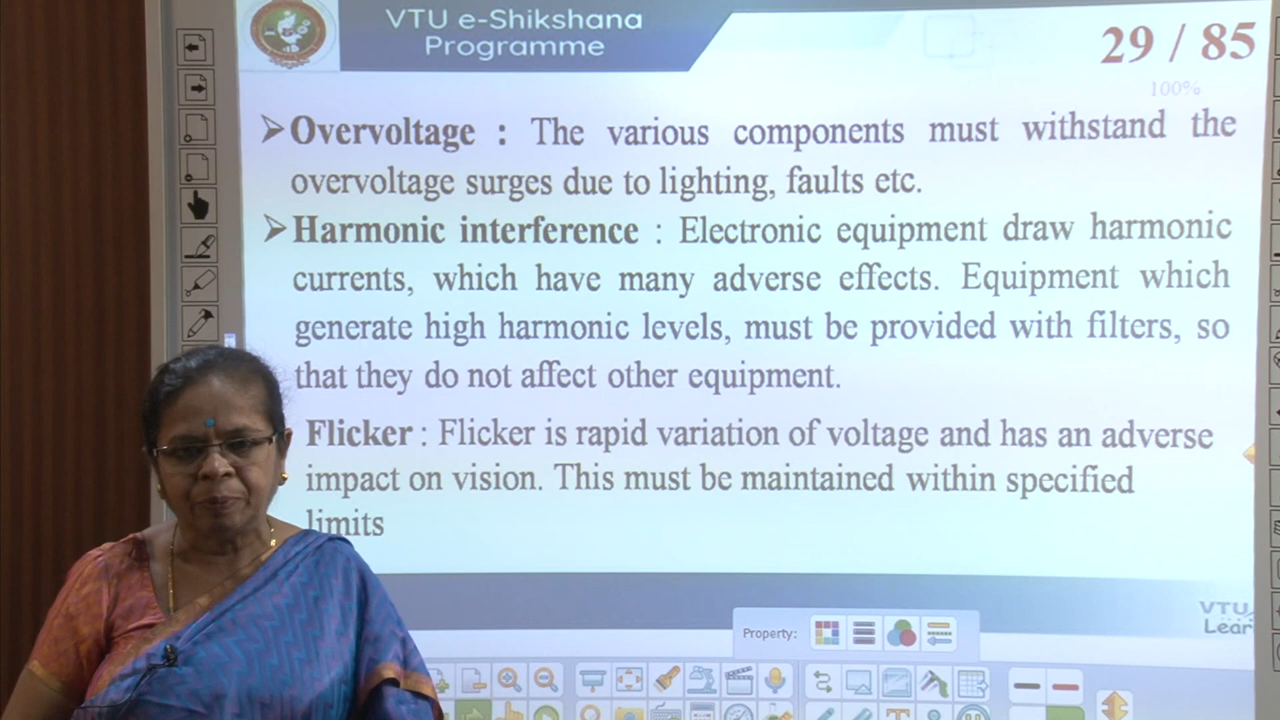 VTU e-Shikshana
Programme
29 / 85
100%
➢Overvoltage : The various components must withstand the
overvoltage surges due to lighting, faults etc.
➢Harmonic interference : Electronic equipment draw harmonic
currents, which have many adverse effects. Equipment which
generate high harmonic levels, must be provided with filters, so
that they do not affect other equipment.
Flicker : Flicker is rapid variation of voltage and has an adverse
impact on vision. This must be maintained within specified
limits
VTU
Lear
Property: